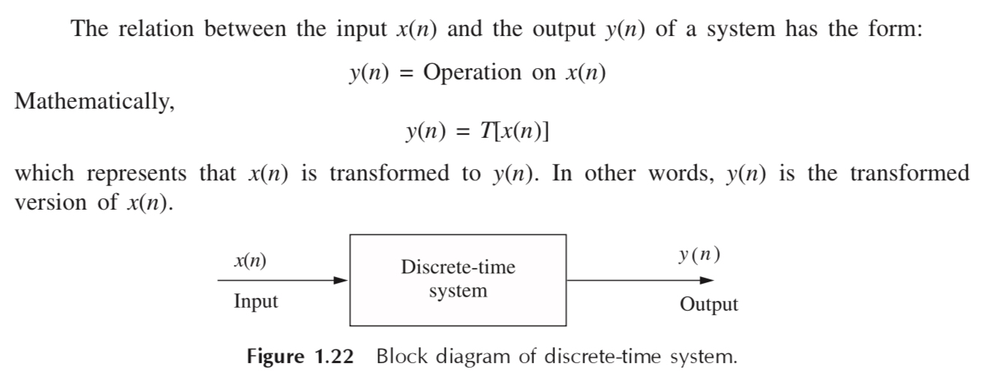 The relation between the input x(n) and the output y(n) of a system has the form:
y(n) = Operation on x(n)
Mathematically,
y(n) = T[x(n)]
which represents that x(n) is transformed to y(n). In other words, y(n) is the transformed
version of x(n).
x(n)
Input
Discrete-time
system
y(n)
Output
Figure 1.22 Block diagram of discrete-time system.